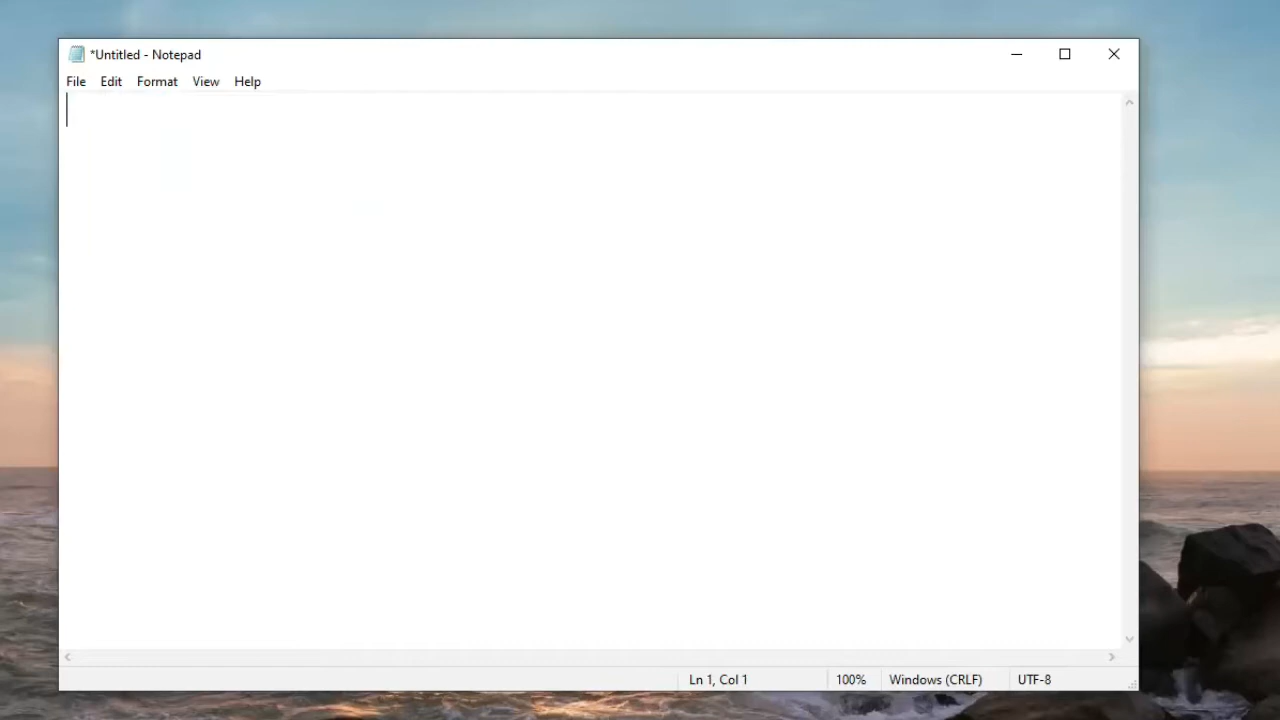 *Untitled - Notepad
File Edit Format View Help
Ln 1, Col 1 100% Windows (CRLF) UTF-8